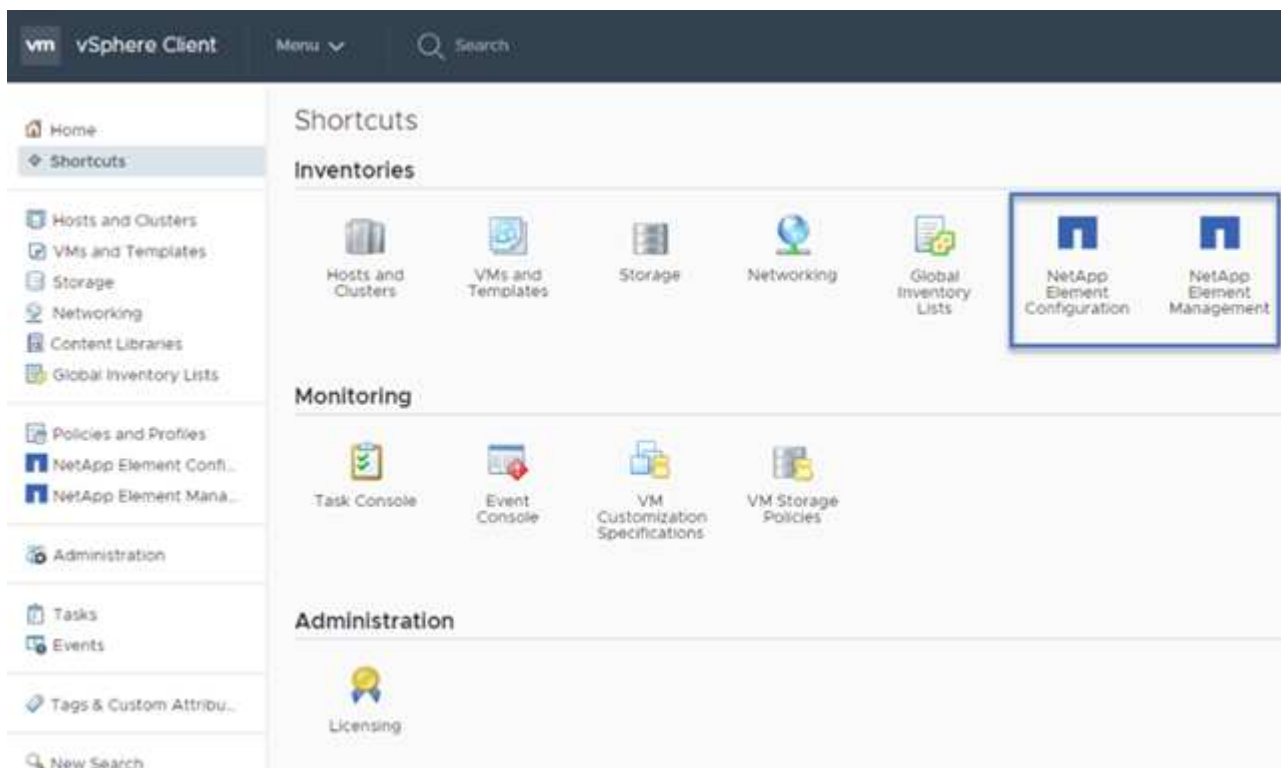 vm vSphere Client Menu Search
Home
Shortcuts
Hosts and Clusters
VMs and Templates
Storage
Networking
Content Libraries
Global Inventory Lists
Policies and Profiles
NetApp Element Confi...
NetApp Element Mana...
Administration
Tasks
Events
Tags & Custom Attribu...
New Search
Shortcuts
Inventories
Hosts and
Clusters
VMs and
Templates
Storage
Networking
Global
Inventory
Lists
NetApp
Element
Configuration
NetApp
Element
Management
Monitoring
Task Console
Event
Console
VM
Customization
Specifications
VM Storage
Policies
Administration
Licensing